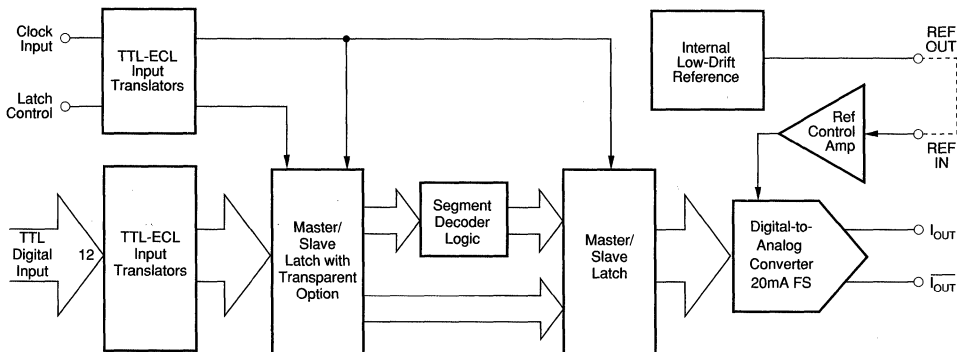 Clock
Input
Latch
Control
TTL-ECL
Input
Translators
Internal
Low-Drift
Reference
REF
OUT
Ref
Control
Amp
REF
IN
TTL
Digital
Input
12
TTL-ECL
Input
Translators
Master/
Slave
Latch with
Transparent
Option
Segment
Decoder
Logic
Master/
Slave
Latch
Digital-to-
Analog
Converter
20mA FS
IOUT
IOUT